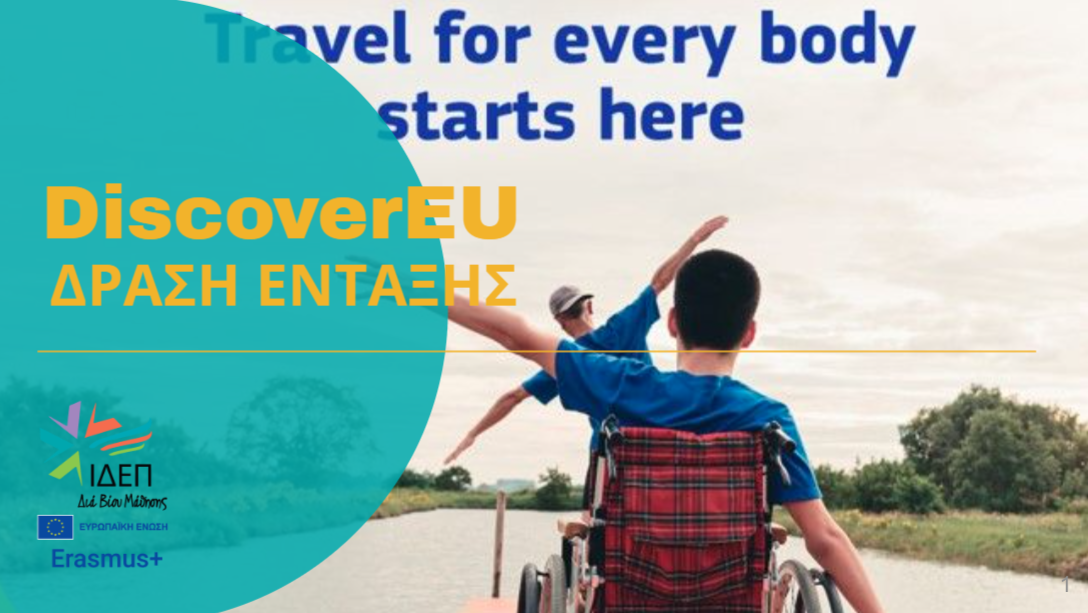 Travel for every body
starts here
DiscoverEU
ΔΡΑΣΗ ΕΝΤΑΞΗΣ
ΙΔΕΠ
Διά Βίου Μάθησης
ΕΥΡΩΠΑΪΚΗ ΕΝΩΣΗ
Erasmus+
1